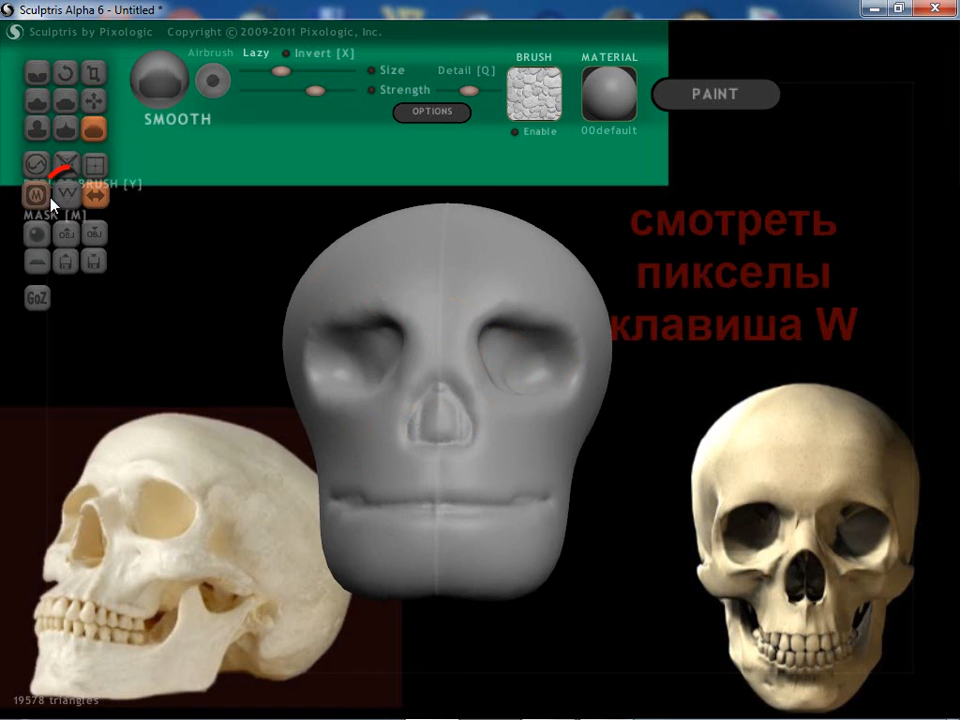 Sculptris Alpha 6 - Untitled *
Sculptris by Pixologic Copyright © 2009-2011 Pixologic, Inc.
Airbrush Lazy Invert [X]
Size
Detail [Q]
Strength
OPTIONS
SMOOTH
BRUSH
Enable
MATERIAL
00default
PAINT
BRUSH [Y]
MASK [M]
OBJ
OBJ
GoZ
смотреть
пикселы
клавиша W
19578 triangles